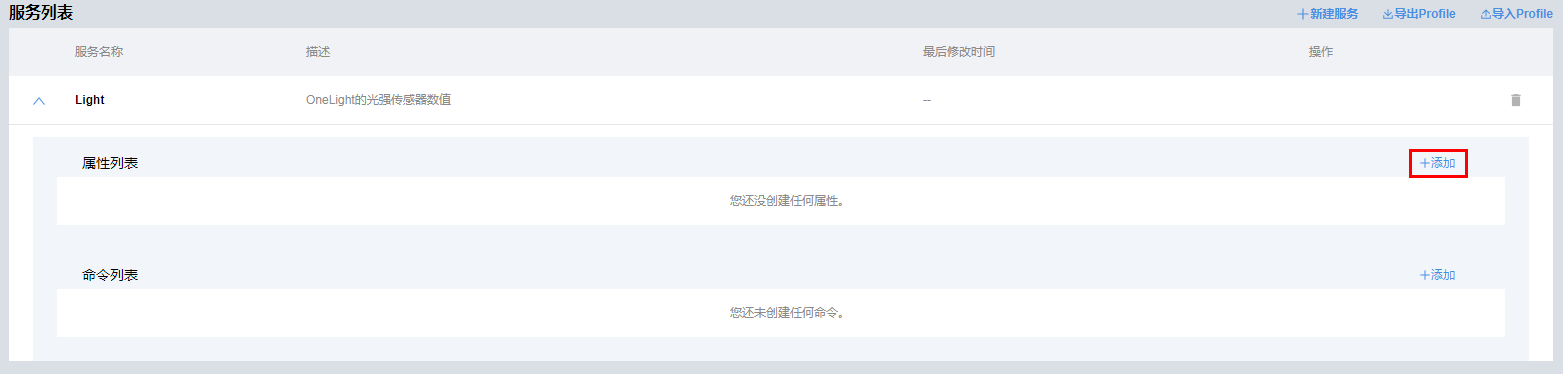 服务列表 新建服务 导出Profile 导入Profile
服务名称 描述 最后修改时间 操作
Light OneLight的光强传感器数值 --
属性列表 +添加
您还没创建任何属性。
命令列表 +添加
您还未创建任何命令。